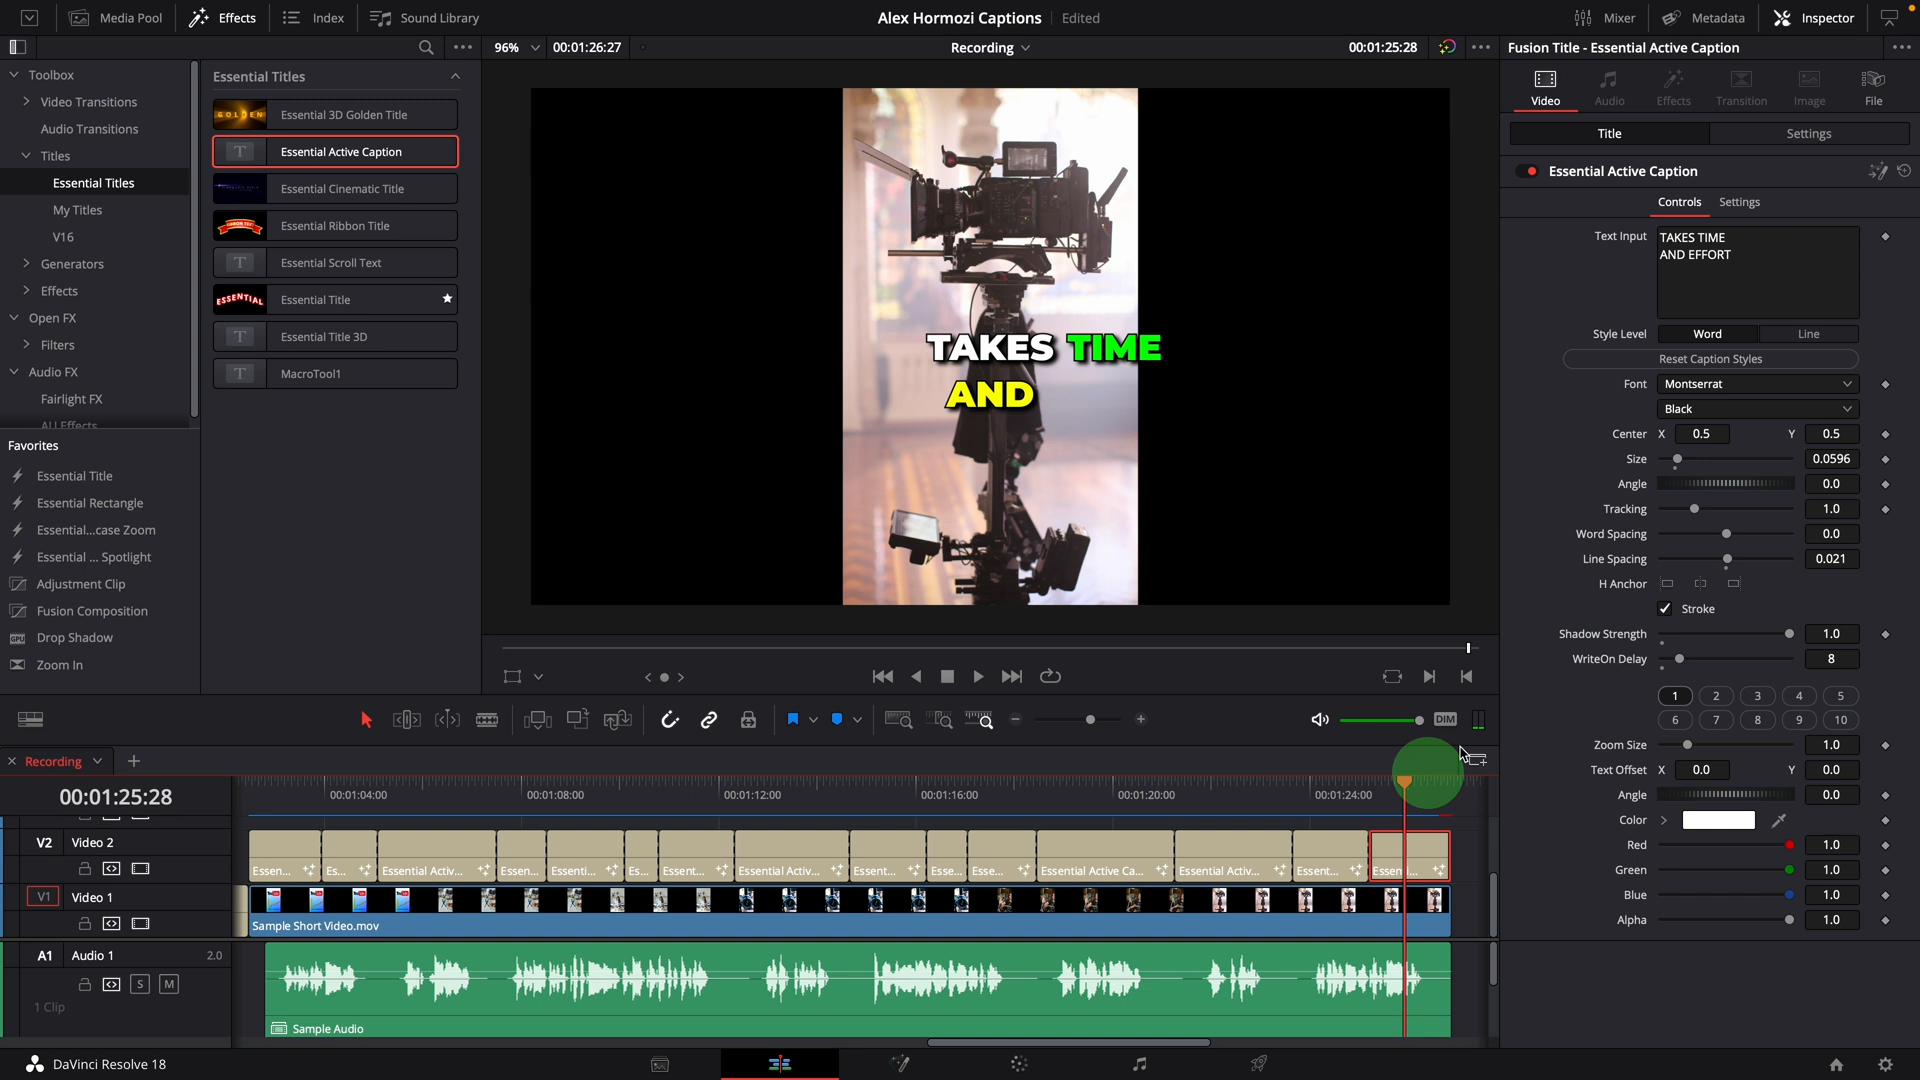 Media Pool
Effects
Index
Sound Library
Alex Hormozi Captions
Edited
Mixer
Metadata
Inspector
96%
00:01:26:27
Recording
00:01:25:28
Fusion Title - Essential Active Caption
Toolbox
Video Transitions
Audio Transitions
Titles
Essential Titles
My Titles
V16
Generators
Effects
Open FX
Filters
Audio FX
Fairlight FX
All Effects
Favorites
Essential Title
Essential Rectangle
Essential...case Zoom
Essential ... Spotlight
Adjustment Clip
Fusion Composition
Drop Shadow
Zoom In
Essential Titles
GOLDEN
Essential 3D Golden Title
T
Essential Active Caption
Essential Cinematic Title
Essential Ribbon Title
T
Essential Scroll Text
ESSENTIAL
Essential Title
T
Essential Title 3D
T
MacroTool1
TAKES TIME
AND
Video
Audio
Effects
Transition
Image
File
Title
Settings
Essential Active Caption
Controls
Settings
Text Input
TAKES TIME
AND EFFORT
Style Level
Word
Line
Reset Caption Styles
Font
Montserrat
Black
Center X 0.5 Y 0.5
Size 0.0596
Angle 0.0
Tracking 1.0
Word Spacing 0.0
Line Spacing 0.021
H Anchor
Stroke
Shadow Strength 1.0
WriteOn Delay 8
1 2 3 4 5
6 7 8 9 10
Zoom Size 1.0
Text Offset X 0.0 Y 0.0
Angle 0.0
Color
Red 1.0
Green 1.0
Blue 1.0
Alpha 1.0
DIM
Recording
00:01:25:28
00:01:04:00
00:01:08:00
00:01:12:00
00:01:16:00
00:01:20:00
00:01:24:00
V2 Video 2
Essen...
Es...
Essential Activ...
Essen...
Essenti...
Es...
Essent...
Essential Activ...
Essent...
Esse...
Esse...
Essential Active Ca...
Essential Activ...
Essent...
V1 Video 1
Sample Short Video.mov
A1 Audio 1 2.0
S M
1 Clip
Sample Audio
DaVinci Resolve 18